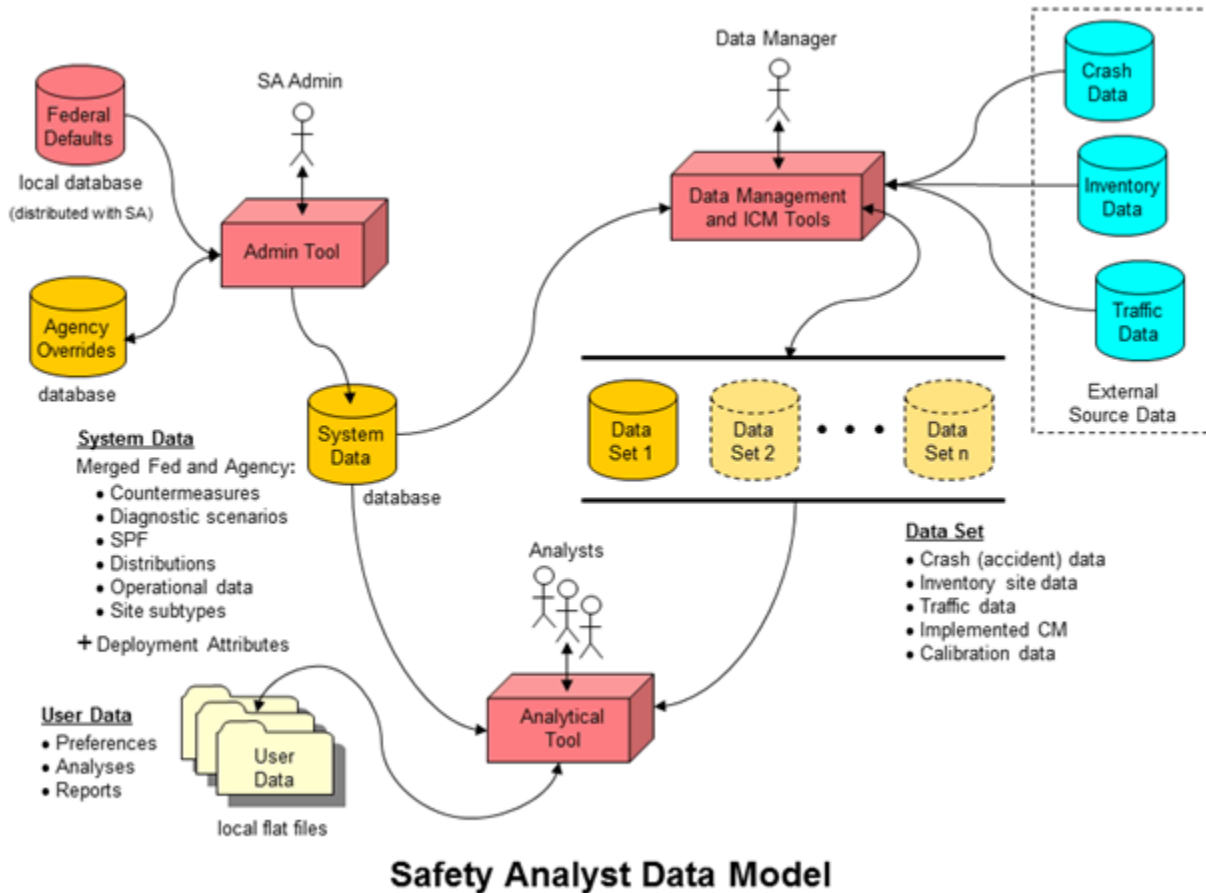 Data Manager
SA Admin
Crash
Data
Federal
Defaults
local database
(distributed with SA)
Admin Tool
Data Management
and ICM Tools
Inventory
Data
Traffic
Data
External
Source Data
Agency
Overrides
database
System
Data
database
Data
Set 1
Data
Set 2
Data
Set n
System Data
Merged Fed and Agency:
• Countermeasures
• Diagnostic scenarios
• SPF
• Distributions
• Operational data
• Site subtypes
+ Deployment Attributes
Analysts
Data Set
• Crash (accident) data
• Inventory site data
• Traffic data
• Implemented CM
• Calibration data
Analytical
Tool
User Data
• Preferences
• Analyses
• Reports
User
Data
local flat files
Safety Analyst Data Model